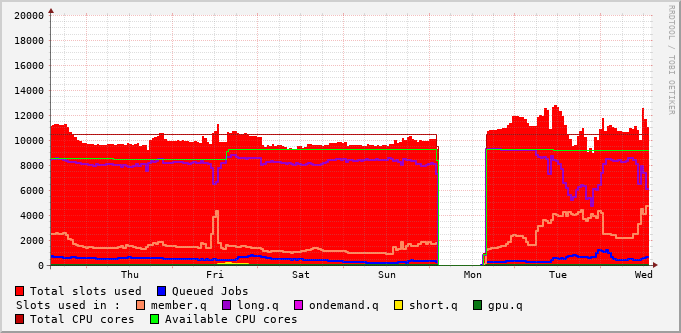 RRDTOOL / TOBI OETIKER
20000
18000
16000
14000
12000
10000
8000
6000
4000
2000
0
Thu Fri Sat Sun Mon Tue Wed
Total slots used Queued Jobs
Slots used in : member.q long.q ondemand.q short.q gpu.q
Total CPU cores Available CPU cores